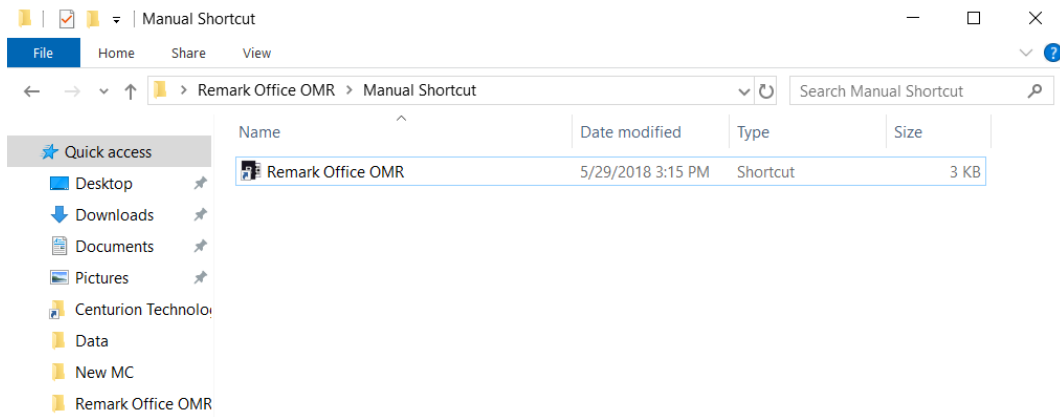 Manual Shortcut
File Home Share View
?
Remark Office OMR > Manual Shortcut
Search Manual Shortcut
Name Date modified Type Size
Quick access
Remark Office OMR 5/29/2018 3:15 PM Shortcut 3 KB
Desktop
Downloads
Documents
Pictures
Centurion Technolo
Data
New MC
Remark Office OMR